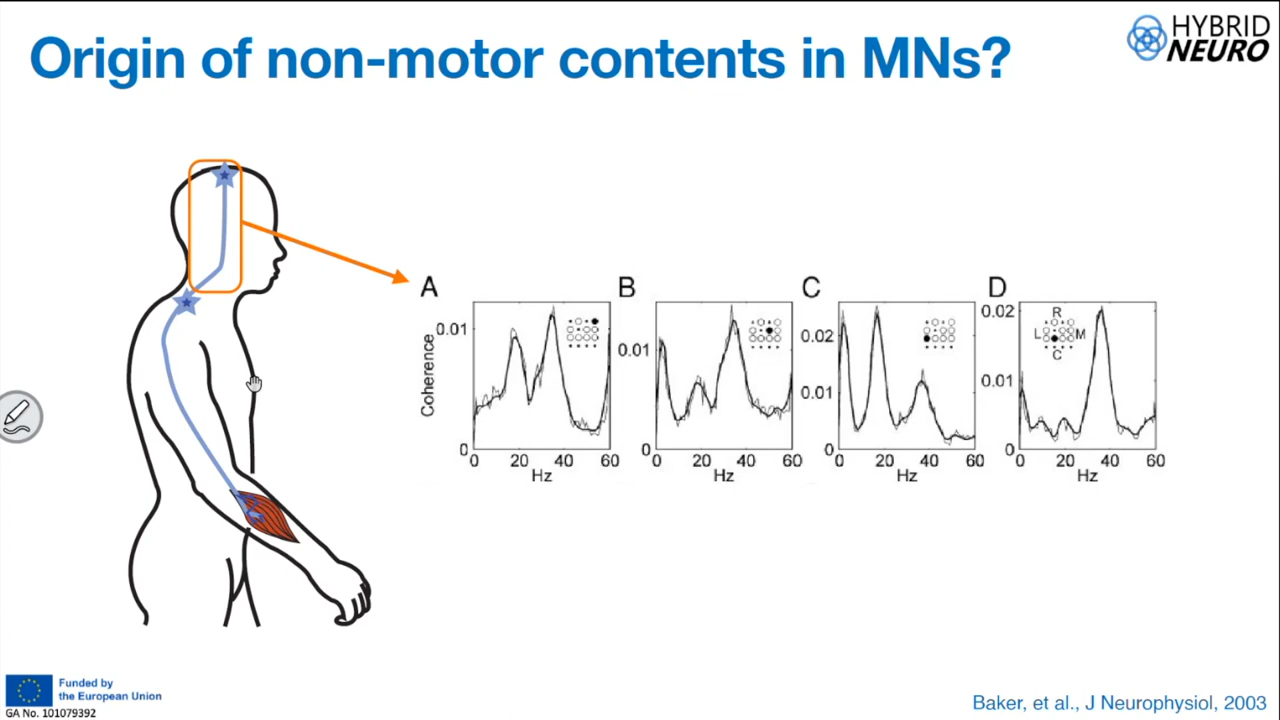 Origin of non-motor contents in MNs?
HYBRID
NEURO
A
B
C
D
Coherence
0.01
0
0
20
40
60
Hz
0.01
0
0
20
40
60
Hz
0.02
0.01
0
0
20
40
60
Hz
0.02
0.01
0
R
L
M
C
0
20
40
60
Hz
Funded by
the European Union
GA No. 101079392
Baker, et al., J Neurophysiol, 2003